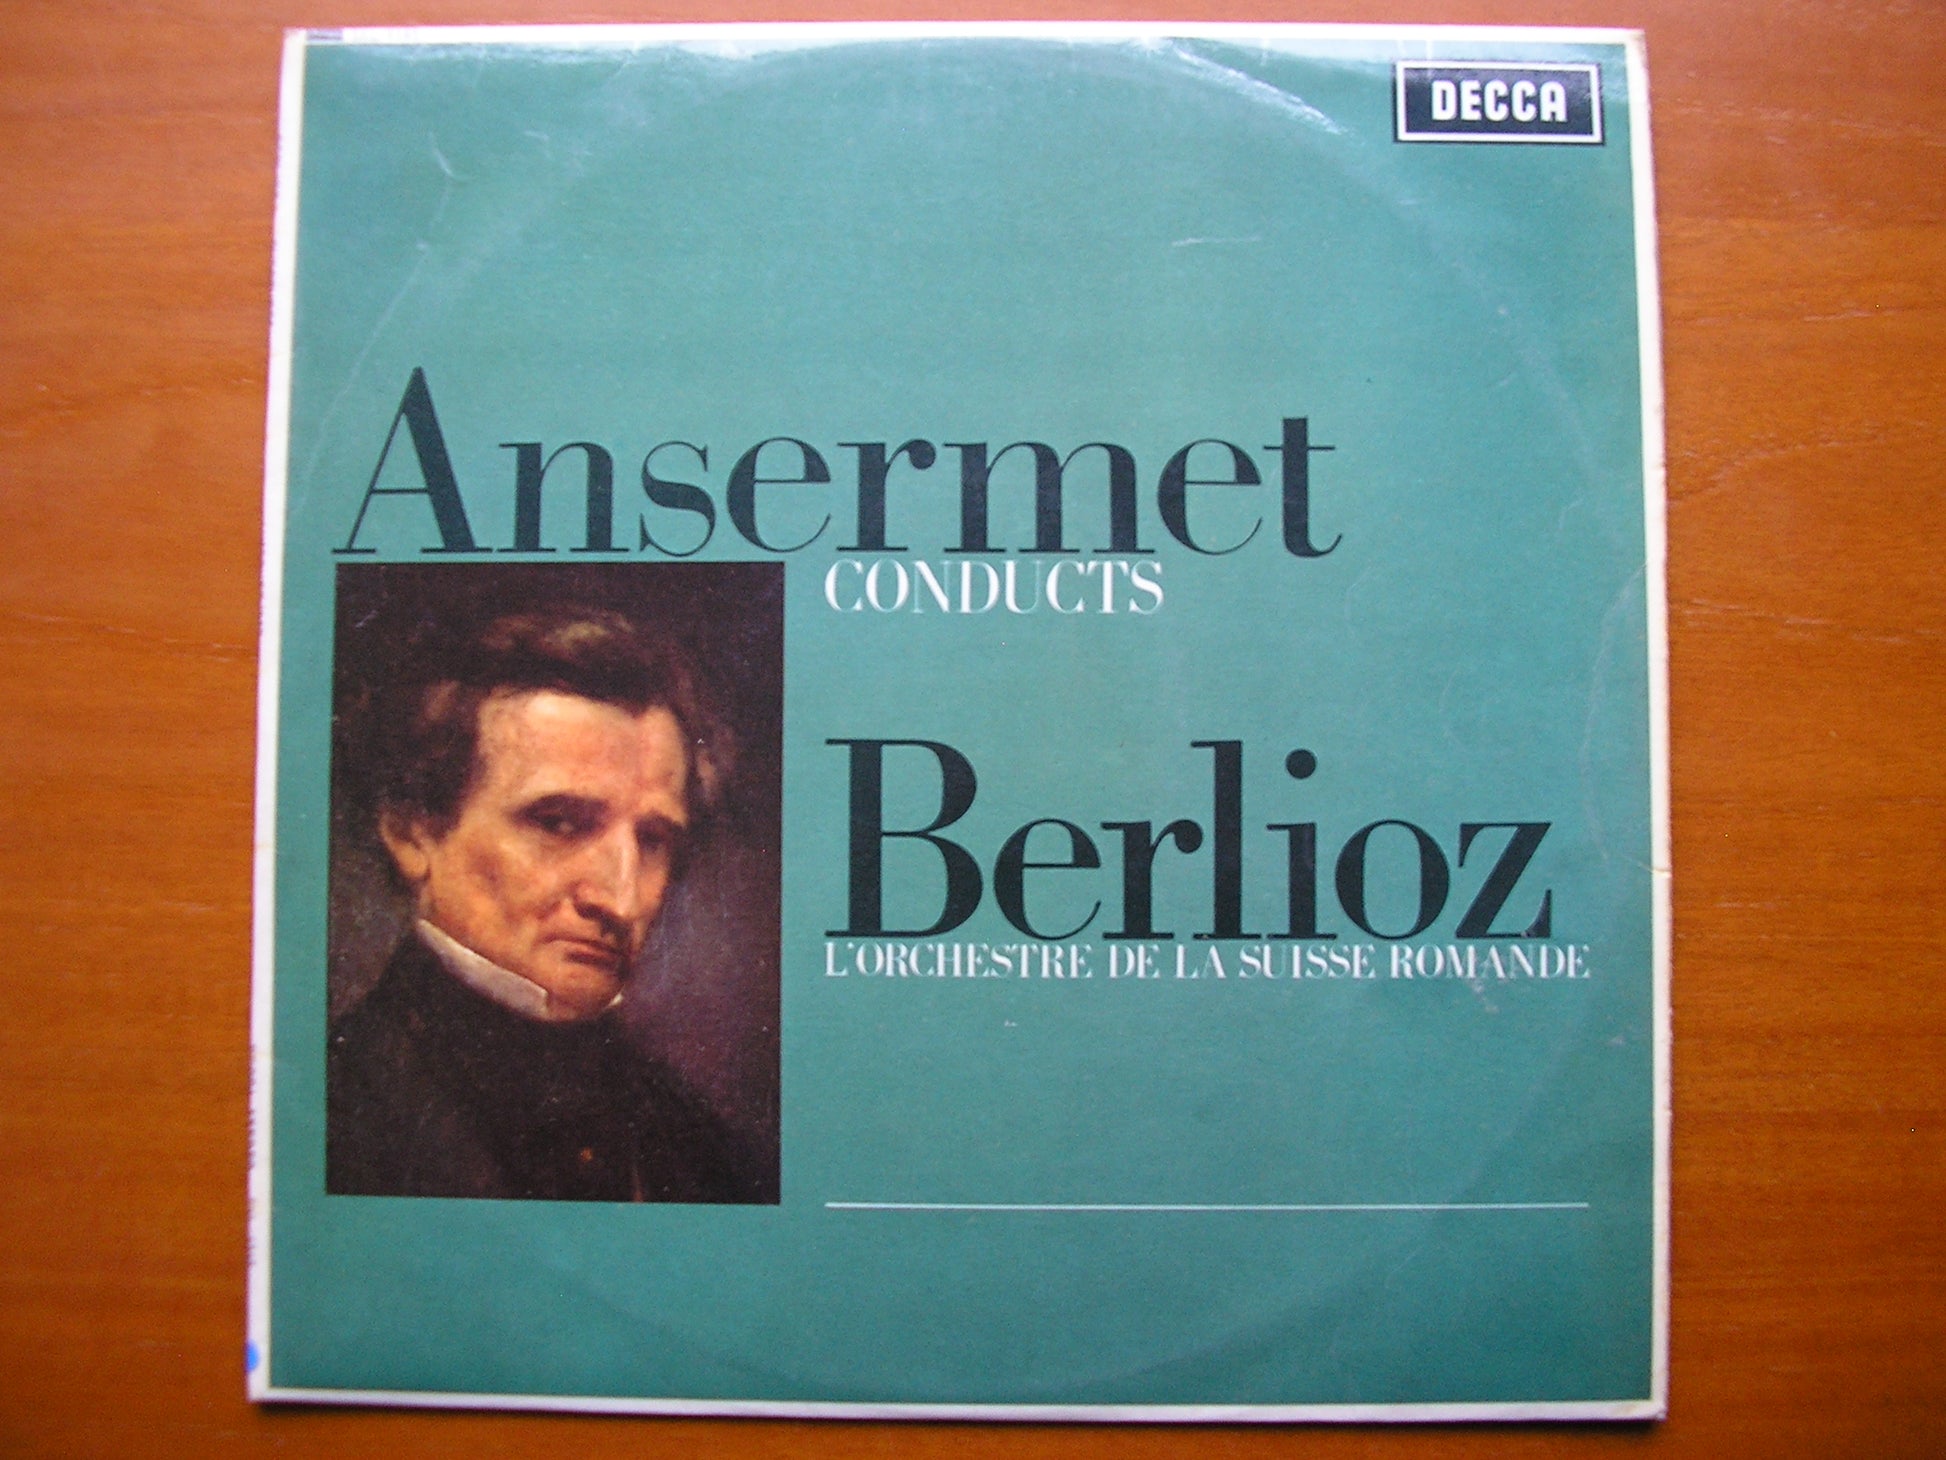 DECCA
Ansermet
CONDUCTS
Berlioz
L'ORCHESTRE DE LA SUISSE ROMANDE